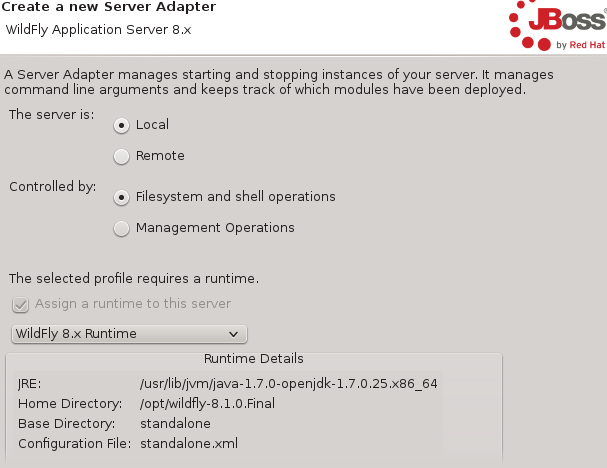 Create a new Server Adapter
WildFly Application Server 8.x
JBoss
by Red Hat
A Server Adapter manages starting and stopping instances of your server. It manages
command line arguments and keeps track of which modules have been deployed.
The server is:
Local
Remote
Controlled by:
Filesystem and shell operations
Management Operations
The selected profile requires a runtime.
Assign a runtime to this server
WildFly 8.x Runtime
Runtime Details
JRE: /usr/lib/jvm/java-1.7.0-openjdk-1.7.0.25.x86_64
Home Directory: /opt/wildfly-8.1.0.Final
Base Directory: standalone
Configuration File: standalone.xml